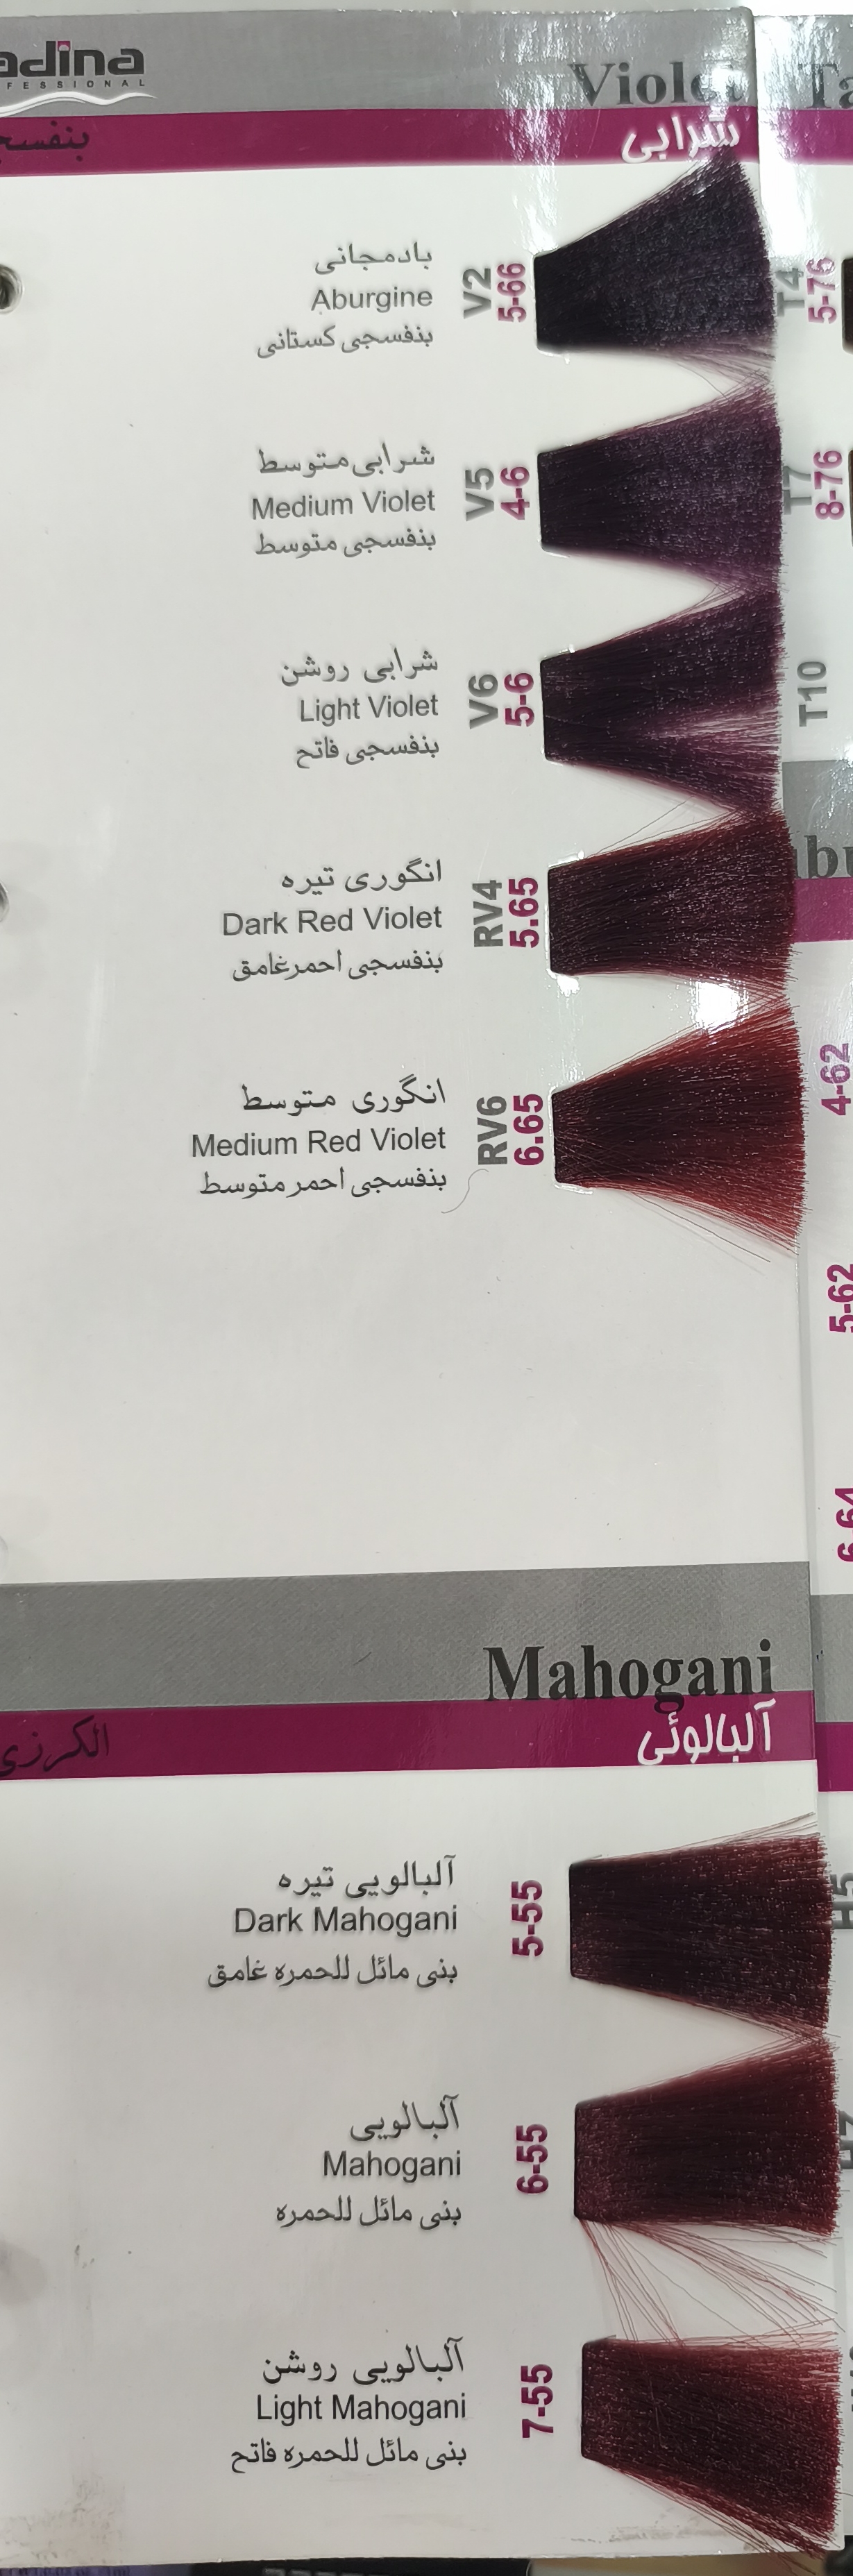 adina
FESSIONAL
Violet
شرابی
بادمجانی
Aburgine
بنفسجی کستانی
V2
5-66
T4
5-76
شرابی متوسط
Medium Violet
بنفسجی متوسط
V5
4-6
T7
8-76
شرابی روشن
Light Violet
بنفسجی فاتح
V6
5-6
T10
انگوری تیره
Dark Red Violet
بنفسجی احمرغامق
RV4
5.65
انگوری متوسط
Medium Red Violet
بنفسجی احمر متوسط
RV6
6.65
4-62
5-62
6-64
Mahogani
آلبالوئی
الکرزی
آلبالویی تیره
Dark Mahogani
بنی مائل للحمره غامق
5-55
H5
آلبالویی
Mahogani
بنی مائل للحمره
6-55
آلبالویی روشن
Light Mahogani
بنی مائل للحمره فاتح
7-55